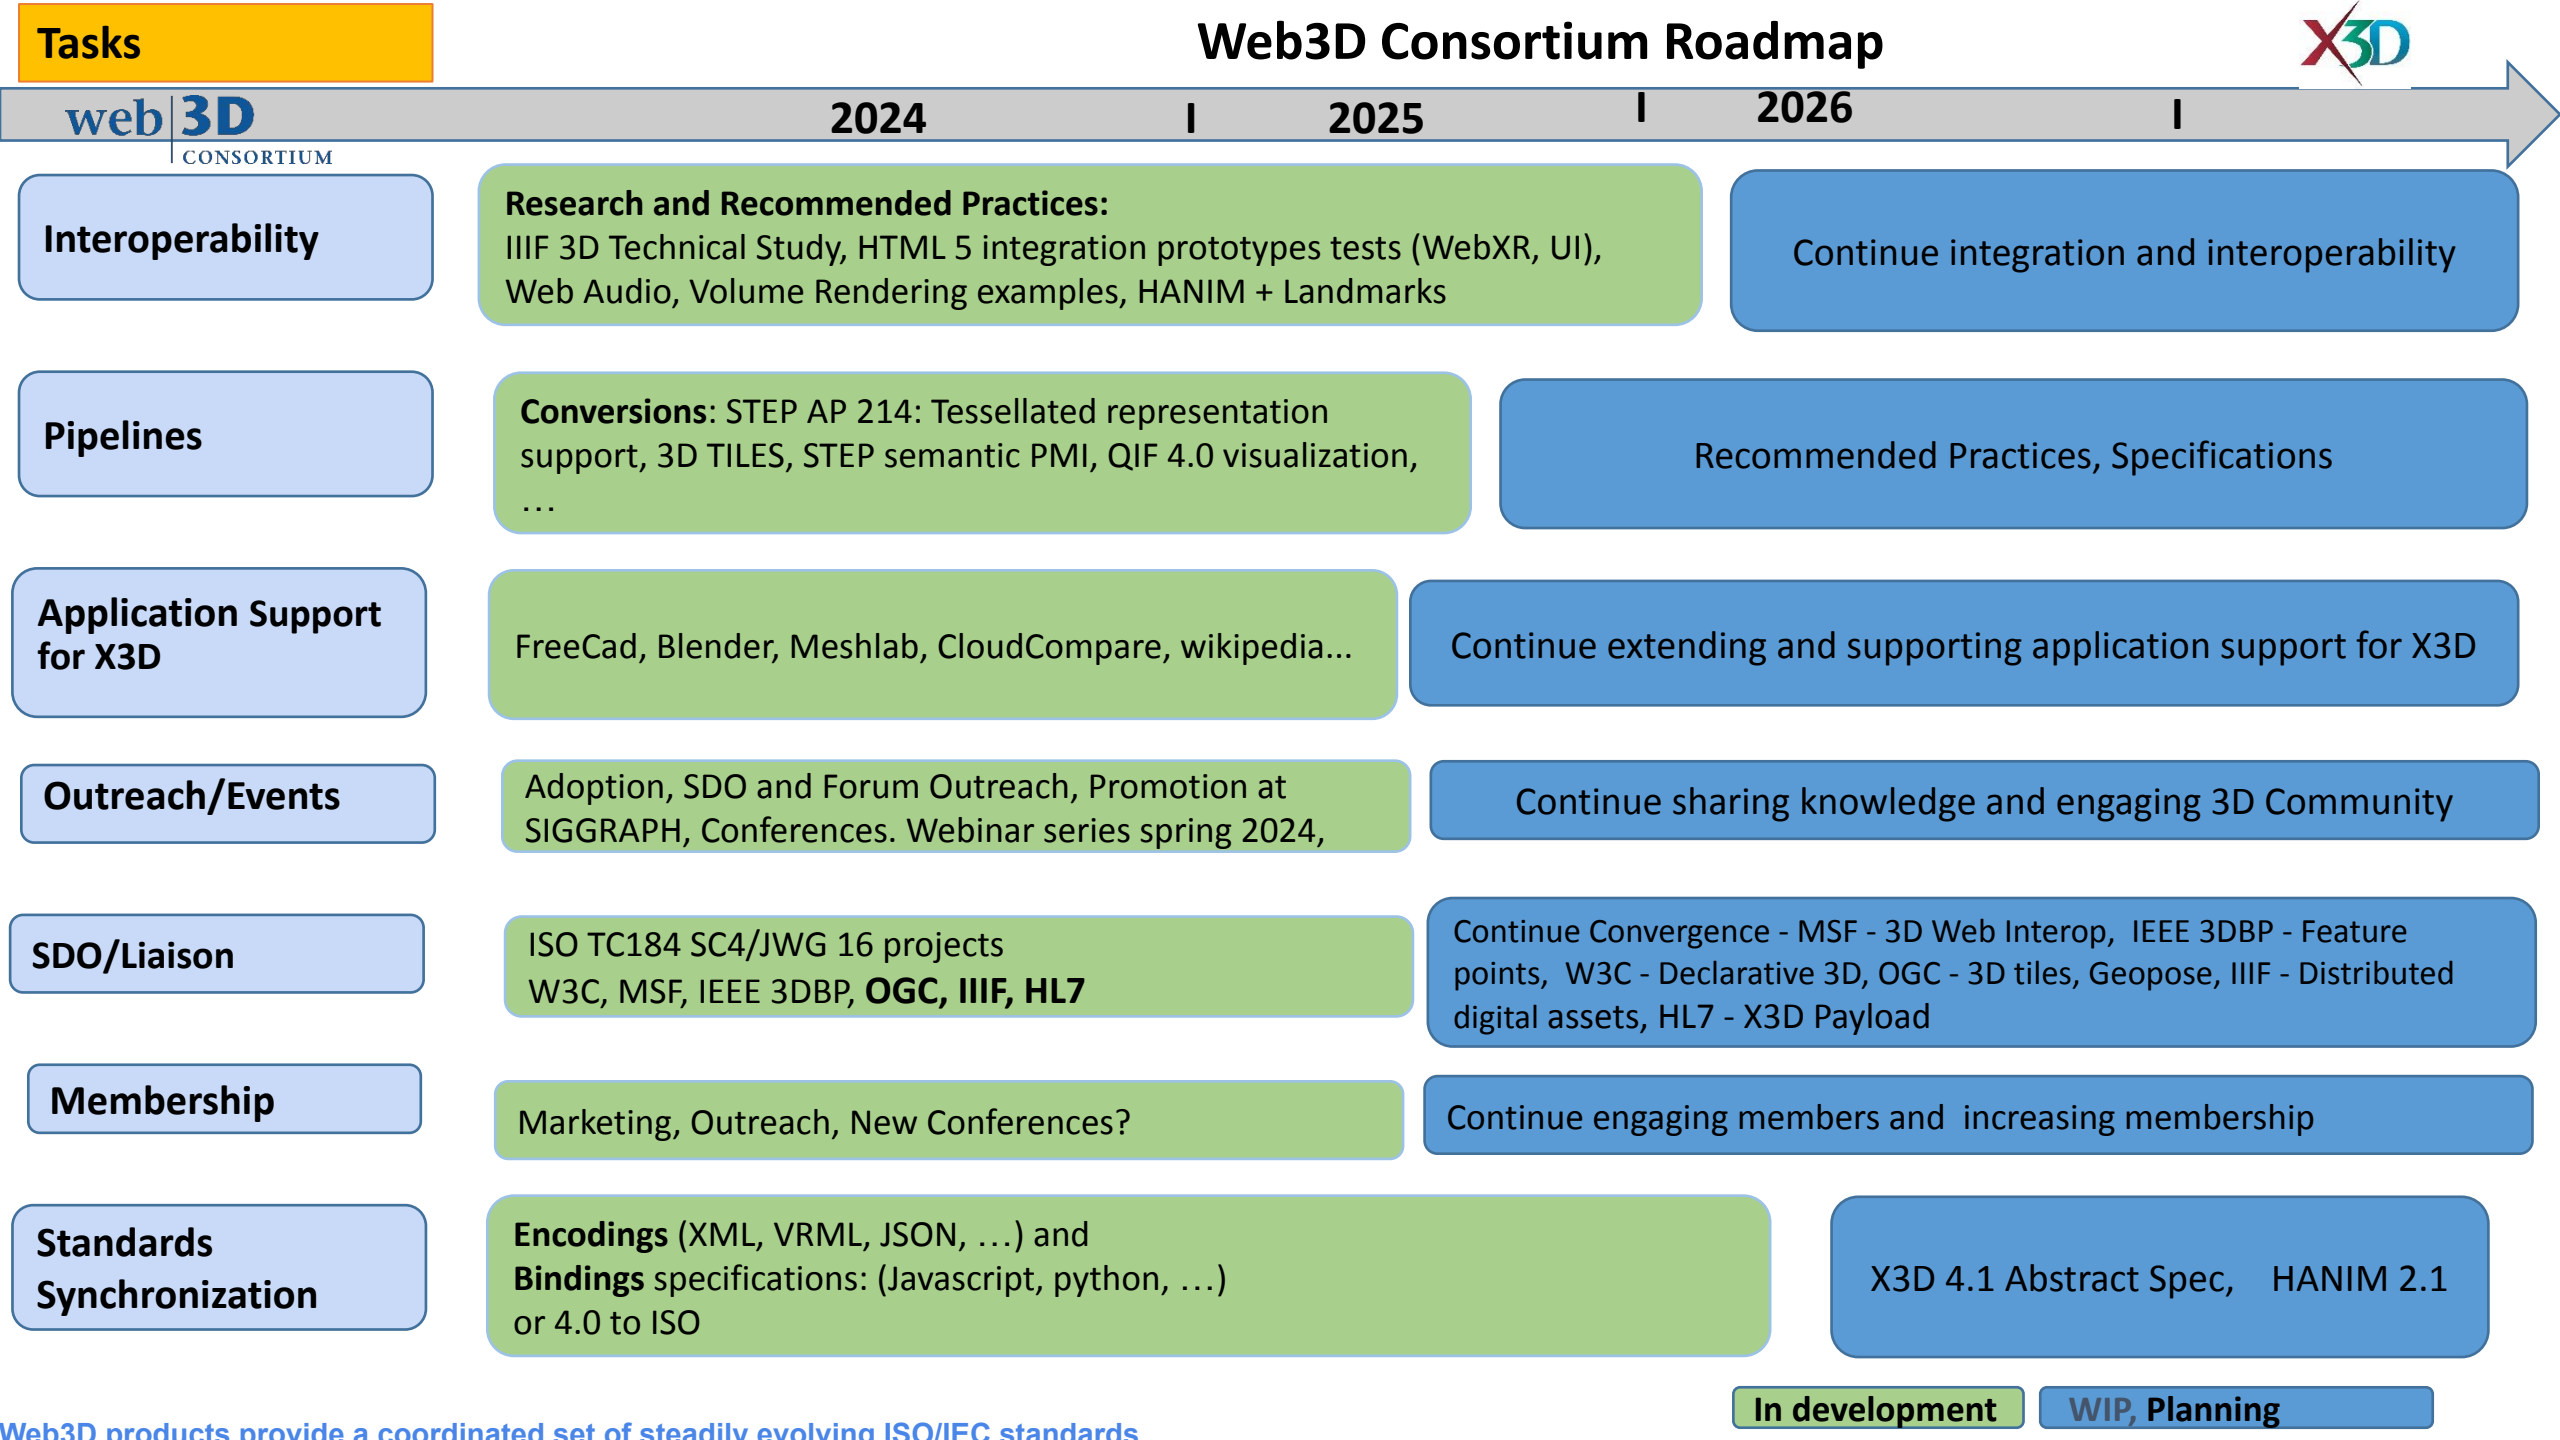 Tasks
Web3D Consortium Roadmap
X3D
web 3D
CONSORTIUM
2024 I 2025 I 2026 I
Interoperability
Research and Recommended Practices:
IIIF 3D Technical Study, HTML 5 integration prototypes tests (WebXR, UI),
Web Audio, Volume Rendering examples, HANIM + Landmarks
Continue integration and interoperability
Pipelines
Conversions: STEP AP 214: Tessellated representation
support, 3D TILES, STEP semantic PMI, QIF 4.0 visualization,
…
Recommended Practices, Specifications
Application Support
for X3D
FreeCad, Blender, Meshlab, CloudCompare, wikipedia...
Continue extending and supporting application support for X3D
Outreach/Events
Adoption, SDO and Forum Outreach, Promotion at
SIGGRAPH, Conferences. Webinar series spring 2024,
Continue sharing knowledge and engaging 3D Community
SDO/Liaison
ISO TC184 SC4/JWG 16 projects
W3C, MSF, IEEE 3DBP, OGC, IIIF, HL7
Continue Convergence - MSF - 3D Web Interop, IEEE 3DBP - Feature
points, W3C - Declarative 3D, OGC - 3D tiles, Geopose, IIIF - Distributed
digital assets, HL7 - X3D Payload
Membership
Marketing, Outreach, New Conferences?
Continue engaging members and increasing membership
Standards
Synchronization
Encodings (XML, VRML, JSON, …) and
Bindings specifications: (Javascript, python, …)
or 4.0 to ISO
X3D 4.1 Abstract Spec, HANIM 2.1
In development
WIP, Planning
Web3D products provide a coordinated set of steadily evolving ISO/IEC standards